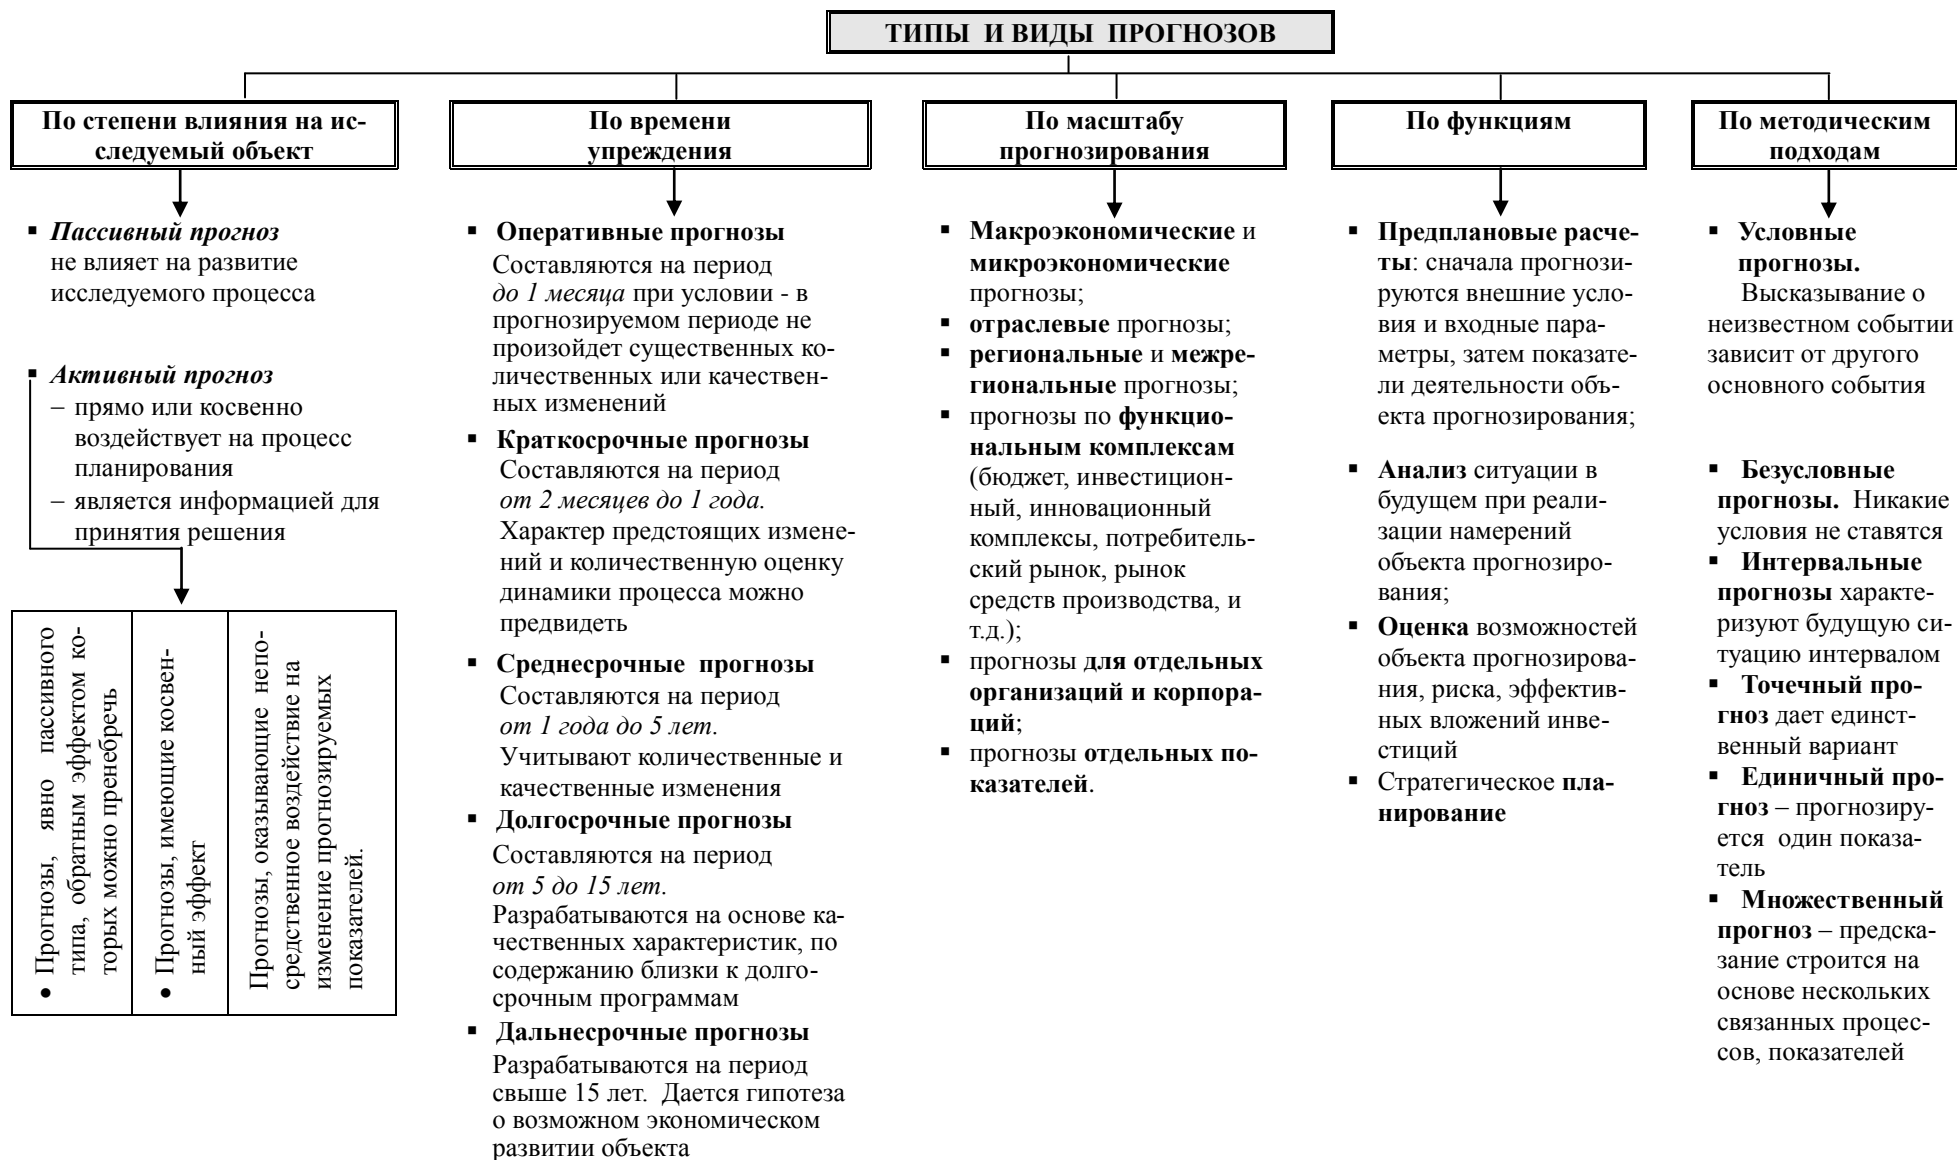 ТИПЫ И ВИДЫ ПРОГНОЗОВ
По степени влияния на ис-
следуемый объект
▪ Пассивный прогноз
не влияет на развитие
исследуемого процесса
▪ Активный прогноз
– прямо или косвенно
воздействует на процесс
планирования
– является информацией для
принятия решения
• Прогнозы, явно пассивного
типа, обратным эффектом ко-
торых можно пренебречь
• Прогнозы, имеющие косвен-
ный эффект
Прогнозы, оказывающие непо-
средственное воздействие на
изменение прогнозируемых
показателей.
По времени
упреждения
▪ Оперативные прогнозы
Составляются на период
до 1 месяца при условии - в
прогнозируемом периоде не
произойдет существенных ко-
личественных или качествен-
ных изменений
▪ Краткосрочные прогнозы
Составляются на период
от 2 месяцев до 1 года.
Характер предстоящих измене-
ний и количественную оценку
динамики процесса можно
предвидеть
▪ Среднесрочные прогнозы
Составляются на период
от 1 года до 5 лет.
Учитывают количественные и
качественные изменения
▪ Долгосрочные прогнозы
Составляются на период
от 5 до 15 лет.
Разрабатываются на основе ка-
чественных характеристик, по
содержанию близки к долго-
срочным программам
▪ Дальнесрочные прогнозы
Разрабатываются на период
свыше 15 лет. Дается гипотеза
о возможном экономическом
развитии объекта
По масштабу
прогнозирования
▪ Макроэкономические и
микроэкономические
прогнозы;
▪ отраслевые прогнозы;
▪ региональные и межре-
гиональные прогнозы;
▪ прогнозы по функцио-
нальным комплексам
(бюджет, инвестицион-
ный, инновационный
комплексы, потребитель-
ский рынок, рынок
средств производства, и
т.д.);
▪ прогнозы для отдельных
организаций и корпора-
ций;
▪ прогнозы отдельных по-
казателей.
По функциям
▪ Предплановые расче-
ты: сначала прогнози-
руются внешние усло-
вия и входные пара-
метры, затем показате-
ли деятельности объ-
екта прогнозирования;
▪ Анализ ситуации в
будущем при реали-
зации намерений
объекта прогнозиро-
вания;
▪ Оценка возможностей
объекта прогнозирова-
ния, риска, эффектив-
ных вложений инве-
стиций
▪ Стратегическое пла-
нирование
По методическим
подходам
▪ Условные
прогнозы.
Высказывание о
неизвестном событии
зависит от другого
основного события
▪ Безусловные
прогнозы. Никакие
условия не ставятся
▪ Интервальные
прогнозы характе-
ризуют будущую си-
туацию интервалом
▪ Точечный про-
гноз дает единст-
венный вариант
▪ Единичный про-
гноз – прогнозиру-
ется один показа-
тель
▪ Множественный
прогноз – предска-
зание строится на
основе нескольких
связанных процес-
сов, показателей